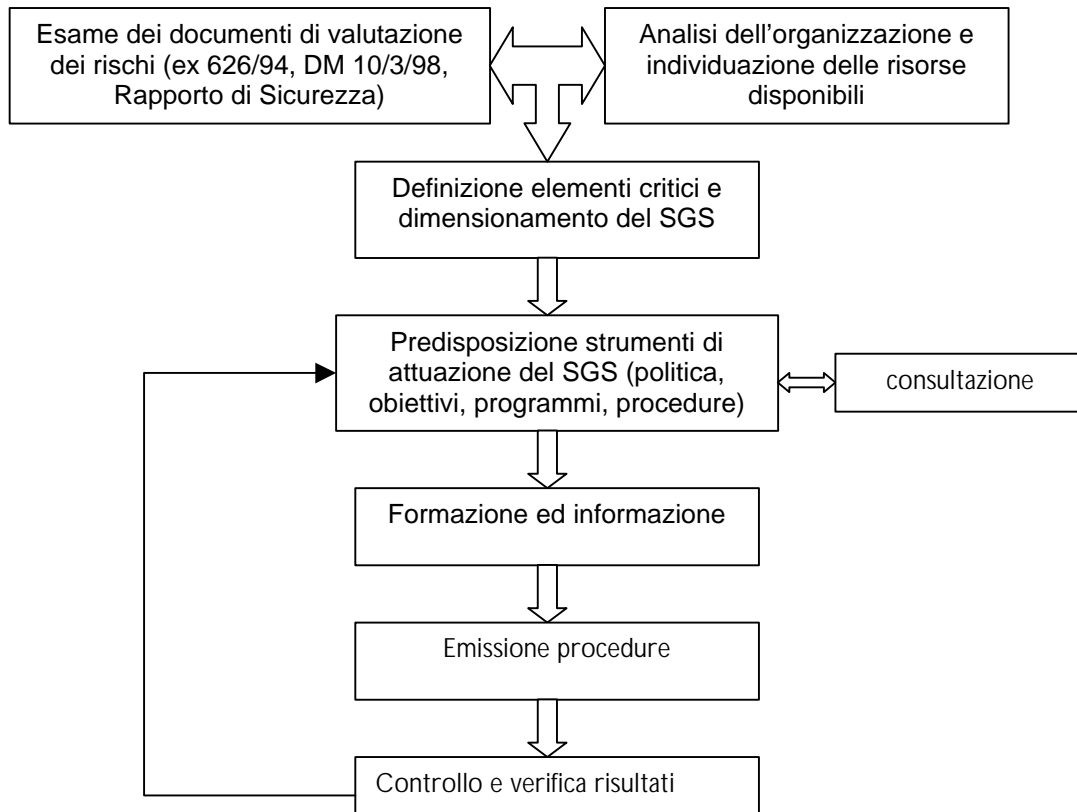 Esame dei documenti di valutazione
dei rischi (ex 626/94, DM 10/3/98,
Rapporto di Sicurezza)
Analisi dell'organizzazione e
individuazione delle risorse
disponibili
Definizione elementi critici e
dimensionamento del SGS
Predisposizione strumenti di
attuazione del SGS (politica,
obiettivi, programmi, procedure)
consultazione
Formazione ed informazione
Emissione procedure
Controllo e verifica risultati